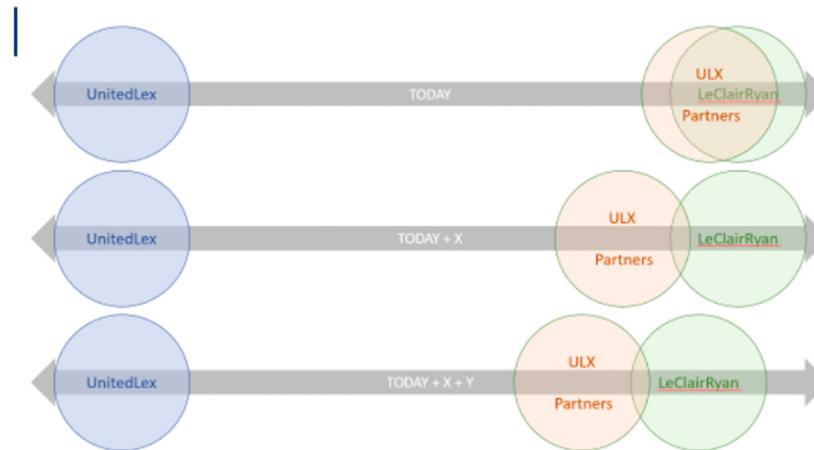 ULX
UnitedLex TODAY LeClairRyan
Partners
ULX
UnitedLex TODAY + X LeClairRyan
Partners
ULX
UnitedLex TODAY + X + Y LeClairRyan
Partners